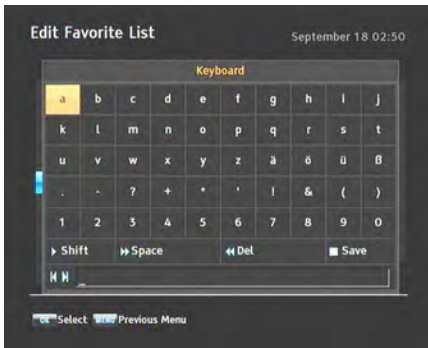 Edit Favorite List
September 18 02:50
Keyboard
a b c d e f g h i j
k l m n o p q r s t
u v w x y z ä ö ü ß
. - ? + * ' ! & ( )
1 2 3 4 5 6 7 8 9 0
Shift Space Del Save
_
OK Select MENU Previous Menu